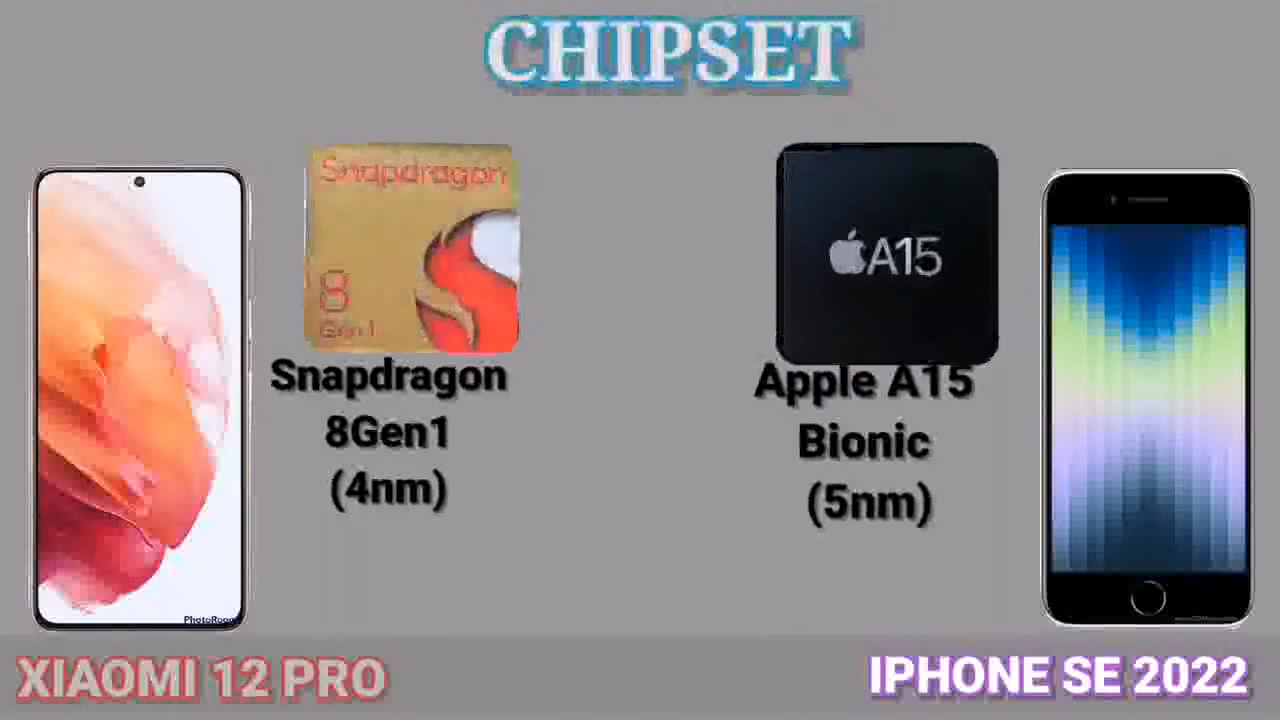 CHIPSET
Snapdragon
8
Gen 1
Snapdragon
8Gen1
(4nm)
A15
Apple A15
Bionic
(5nm)
PhotoRoom
XIAOMI 12 PRO
IPHONE SE 2022